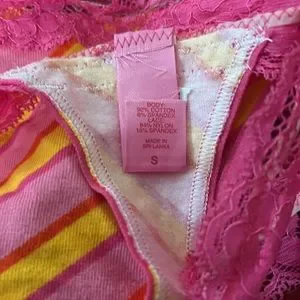 BODY:
92% COTTON
8% SPANDEX
LACE:
84% NYLON
16% SPANDEX
MADE IN
SRI LANKA
S